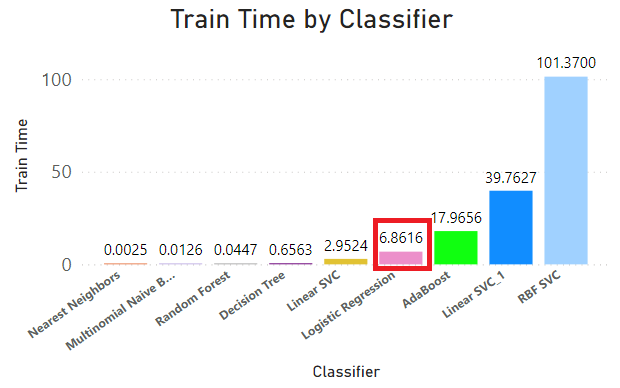 Train Time by Classifier
Train Time
100
50
0
0.0025
0.0126
0.0447
0.6563
2.9524
6.8616
17.9656
39.7627
101.3700
Nearest Neighbors
Multinomial Naive B...
Random Forest
Decision Tree
Linear SVC
Logistic Regression
AdaBoost
Linear SVC_1
RBF SVC
Classifier